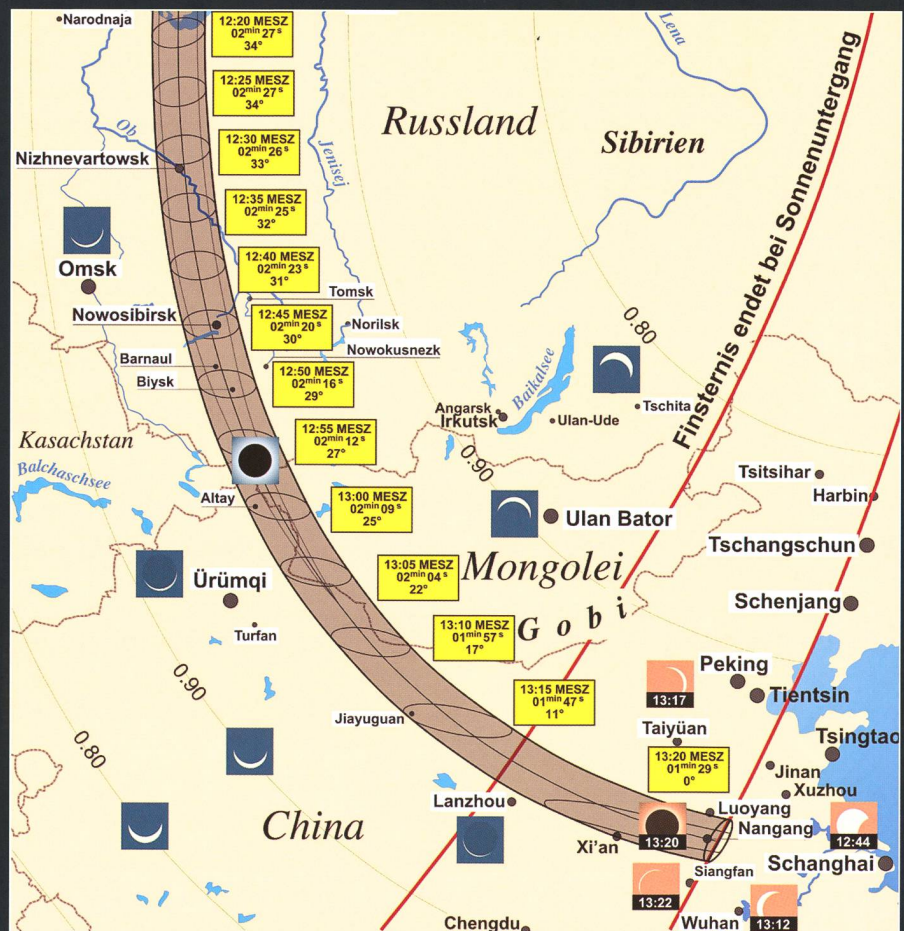 Narodnaja
12:20 MESZ
02min 27s
34°
Lena
12:25 MESZ
02min 27s
34°
Russland
Ob
12:30 MESZ
02min 26s
33°
Nizhnevartowsk
Jenisej
Sibirien
Finsternis endet bei Sonnenuntergang
12:35 MESZ
02min 25s
32°
Omsk
12:40 MESZ
02min 23s
31°
Tomsk
Nowosibirsk
12:45 MESZ
02min 20s
30°
Norilsk
0.80
Barnaul
Nowokusnezk
Biysk
12:50 MESZ
02min 16s
29°
Baikalsee
Angarsk
Irkutsk
Ulan-Ude
Tschita
Kasachstan
12:55 MESZ
02min 12s
27°
Balchaschsee
0.90
Tsitsihar
Harbin
Altay
13:00 MESZ
02min 09s
25°
Ulan Bator
Tschangschun
Ürümqi
13:05 MESZ
02min 04s
22°
Mongolei
Schenjang
Turfan
13:10 MESZ
01min 57s
17°
Gobi
Peking
13:17
Tientsin
0.90
13:15 MESZ
01min 47s
11°
Jiayuguan
Taiyüan
Tsingtao
0.80
13:20 MESZ
01min 29s
0°
Jinan
Xuzhou
Lanzhou
Luoyang
China
Nangang
Xi'an
13:20
12:44
Schanghai
Siangfan
13:22
Wuhan
13:12
Chengdu